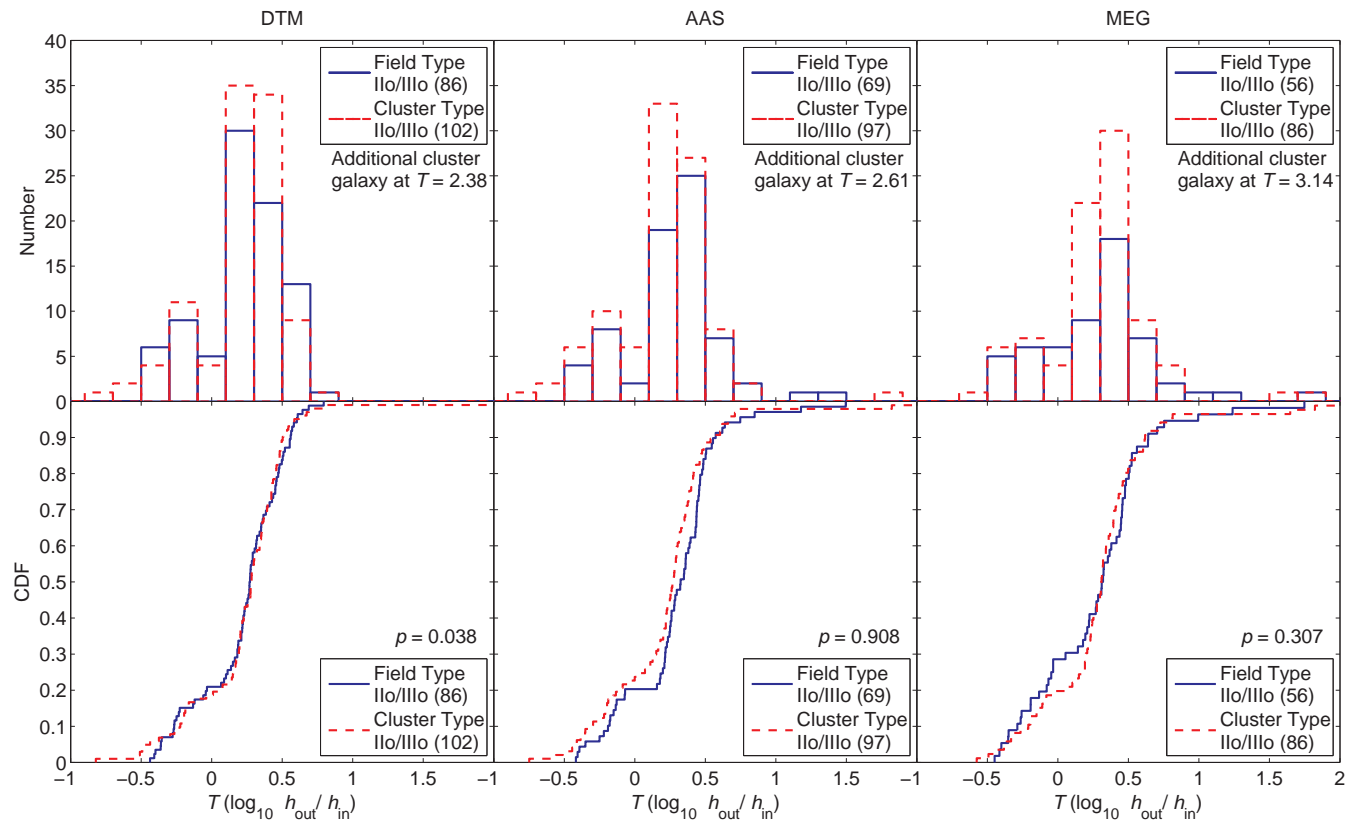 DTM
AAS
MEG
Number
40
35
30
25
20
15
10
5
0
Field Type
IIo/IIIo (86)
Cluster Type
IIo/IIIo (102)
Additional cluster
galaxy at T = 2.38
Field Type
IIo/IIIo (69)
Cluster Type
IIo/IIIo (97)
Additional cluster
galaxy at T = 2.61
Field Type
IIo/IIIo (56)
Cluster Type
IIo/IIIo (86)
Additional cluster
galaxy at T = 3.14
CDF
0.9
0.8
0.7
0.6
0.5
0.4
0.3
0.2
0.1
0
p = 0.038
Field Type
IIo/IIIo (86)
Cluster Type
IIo/IIIo (102)
p = 0.908
Field Type
IIo/IIIo (69)
Cluster Type
IIo/IIIo (97)
p = 0.307
Field Type
IIo/IIIo (56)
Cluster Type
IIo/IIIo (86)
-1 -0.5 0 0.5 1 1.5 -1 -0.5 0 0.5 1 1.5 -1 -0.5 0 0.5 1 1.5 2
T (log10 hout/ hin)
T (log10 hout/ hin)
T (log10 hout/ hin)